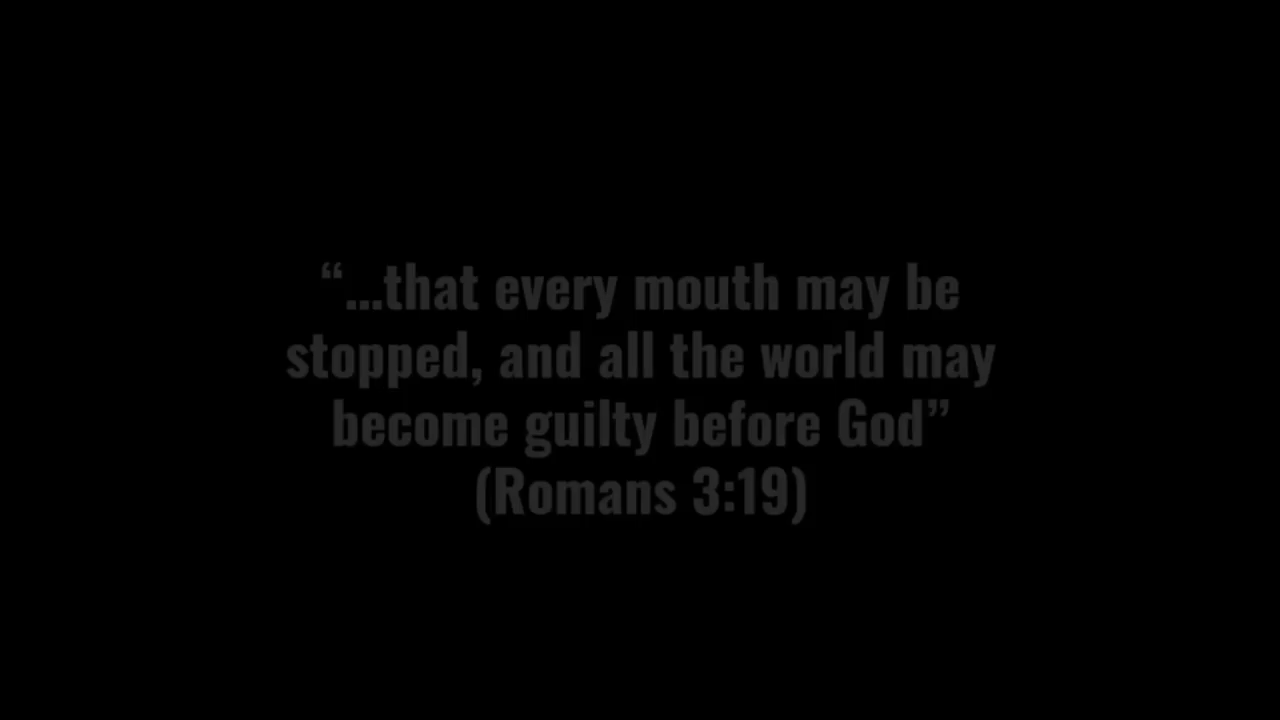 “...that every mouth may be
stopped, and all the world may
become guilty before God”
(Romans 3:19)